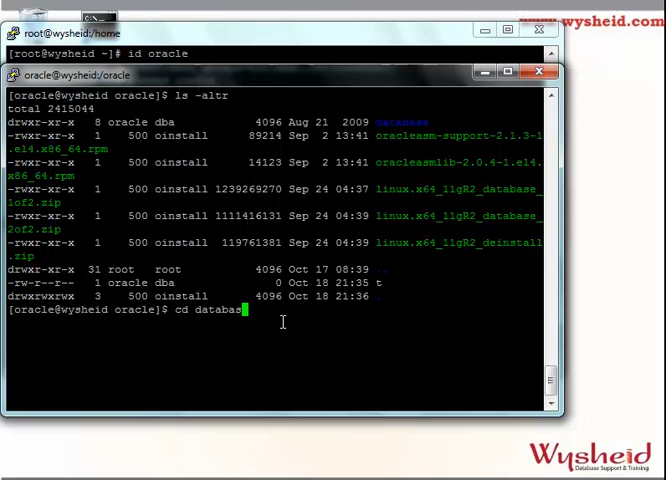 www.wysheid.com
C:\_
root@wysheid:/home
[root@wysheid ~]# id oracle
oracle@wysheid:/oracle
[oracle@wysheid oracle]$ ls -altr
total 2415044
drwxr-xr-x 8 oracle dba 4096 Aug 21 2009 database
-rwxr-xr-x 1 500 oinstall 89214 Sep 2 13:41 oracleasm-support-2.1.3-1
.el4.x86_64.rpm
-rwxr-xr-x 1 500 oinstall 14123 Sep 2 13:41 oracleasmlib-2.0.4-1.el4.
x86_64.rpm
-rwxr-xr-x 1 500 oinstall 1239269270 Sep 24 04:37 linux.x64_11gR2_database_
1of2.zip
-rwxr-xr-x 1 500 oinstall 1111416131 Sep 24 04:39 linux.x64_11gR2_database_
2of2.zip
-rwxr-xr-x 1 500 oinstall 119761381 Sep 24 04:39 linux.x64_11gR2_deinstall
.zip
drwxr-xr-x 31 root root 4096 Oct 17 08:39 ..
-rw-r--r-- 1 oracle dba 0 Oct 18 21:35 t
drwxrwxrwx 3 500 oinstall 4096 Oct 18 21:36 .
[oracle@wysheid oracle]$ cd databas
Wysheid
Database Support & Training